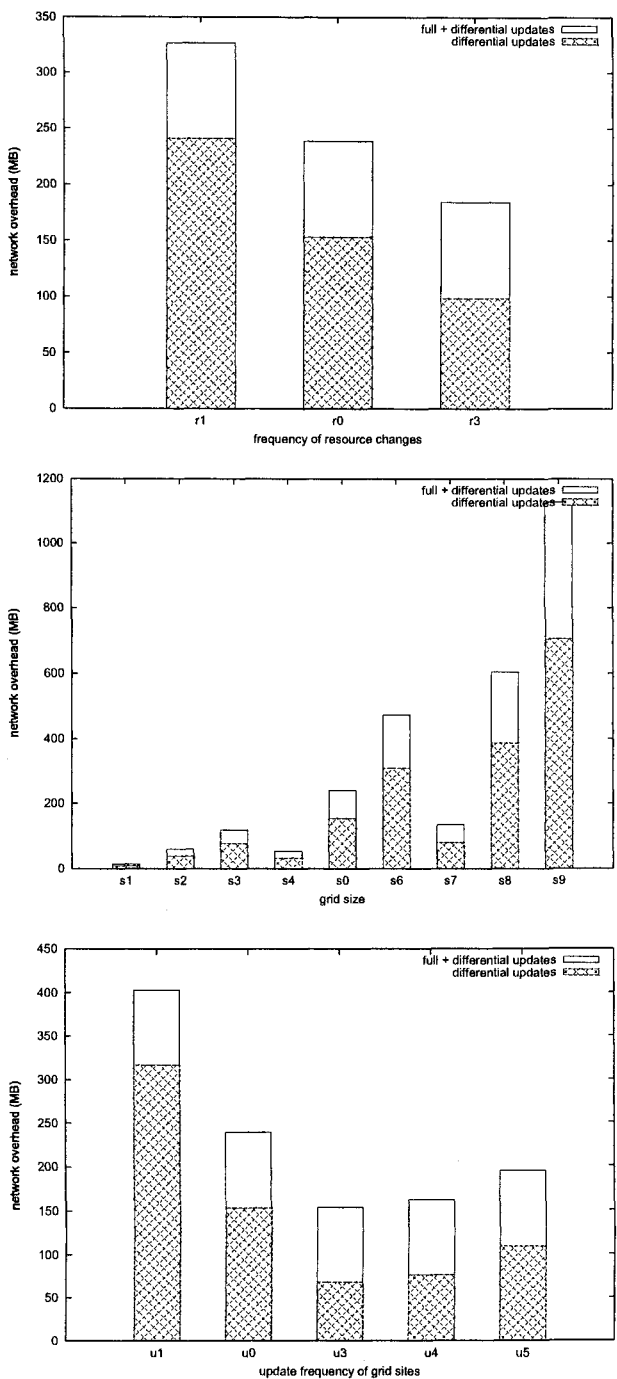 350
300
250
200
150
100
50
0
network overhead (MB)
full + differential updates
differential updates
r1 r0 r3
frequency of resource changes
1200
1000
800
600
400
200
0
network overhead (MB)
full + differential updates
differential updates
s1 s2 s3 s4 s0 s6 s7 s8 s9
grid size
450
400
350
300
250
200
150
100
50
0
network overhead (MB)
full + differential updates
differential updates
u1 u0 u3 u4 u5
update frequency of grid sites